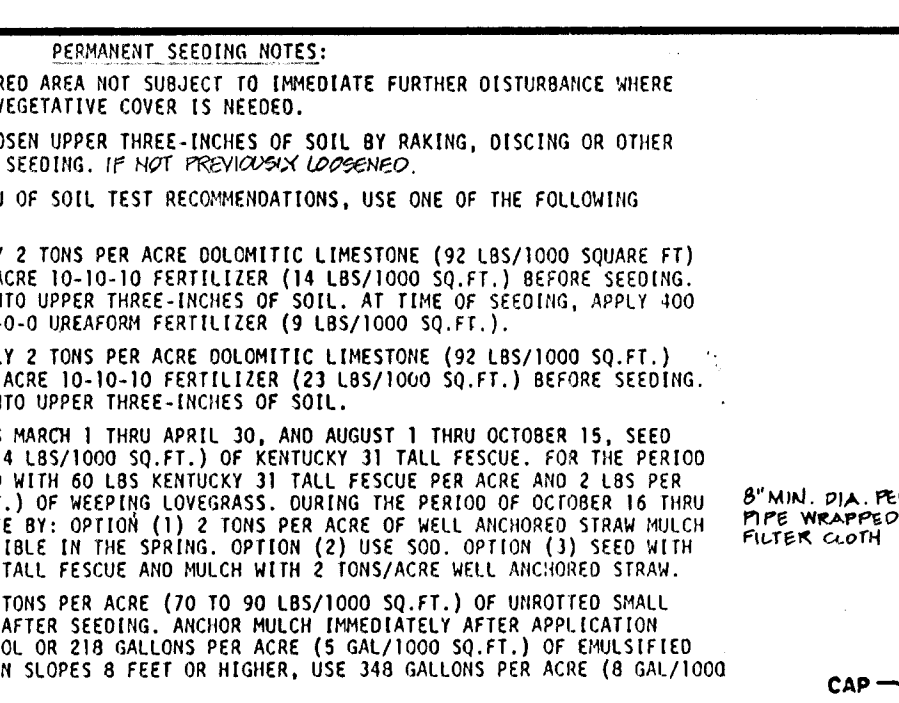 PERMANENT SEEDING NOTES:
RED AREA NOT SUBJECT TO IMMEDIATE FURTHER DISTURBANCE WHERE
VEGETATIVE COVER IS NEEDED.
OSEN UPPER THREE-INCHES OF SOIL BY RAKING, DISCING OR OTHER
SEEDING. IF NOT PREVIOUSLY LOOSENED.
U OF SOIL TEST RECOMMENDATIONS, USE ONE OF THE FOLLOWING
Y 2 TONS PER ACRE DOLOMITIC LIMESTONE (92 LBS/1000 SQUARE FT)
ACRE 10-10-10 FERTILIZER (14 LBS/1000 SQ.FT.) BEFORE SEEDING.
NTO UPPER THREE-INCHES OF SOIL. AT TIME OF SEEDING, APPLY 400
-0-0 UREAFORM FERTILIZER (9 LBS/1000 SQ.FT.).
LY 2 TONS PER ACRE DOLOMITIC LIMESTONE (92 LBS/1000 SQ.FT.)
ACRE 10-10-10 FERTILIZER (23 LBS/1000 SQ.FT.) BEFORE SEEDING.
NTO UPPER THREE-INCHES OF SOIL.
S MARCH 1 THRU APRIL 30, AND AUGUST 1 THRU OCTOBER 15, SEED
4 LBS/1000 SQ.FT.) OF KENTUCKY 31 TALL FESCUE. FOR THE PERIOD
D WITH 60 LBS KENTUCKY 31 TALL FESCUE PER ACRE AND 2 LBS PER
T.) OF WEEPING LOVEGRASS. DURING THE PERIOD OF OCTOBER 16 THRU
E BY: OPTION (1) 2 TONS PER ACRE OF WELL ANCHORED STRAW MULCH
IBLE IN THE SPRING. OPTION (2) USE SOD. OPTION (3) SEED WITH
TALL FESCUE AND MULCH WITH 2 TONS/ACRE WELL ANCHORED STRAW.
TONS PER ACRE (70 TO 90 LBS/1000 SQ.FT.) OF UNROTTED SMALL
AFTER SEEDING. ANCHOR MULCH IMMEDIATELY AFTER APPLICATION
OL OR 218 GALLONS PER ACRE (5 GAL/1000 SQ.FT.) OF EMULSIFIED
N SLOPES 8 FEET OR HIGHER, USE 348 GALLONS PER ACRE (8 GAL/1000
8" MIN. DIA. PE
PIPE WRAPPED
FILTER CLOTH
CAP